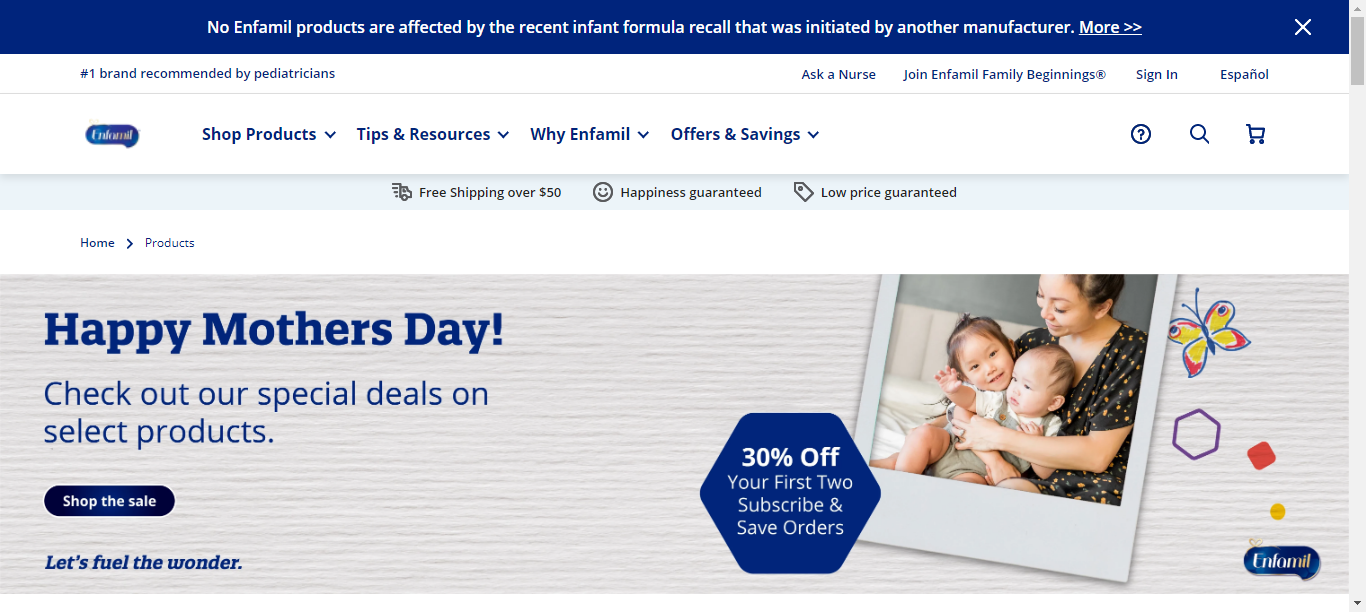 No Enfamil products are affected by the recent infant formula recall that was initiated by another manufacturer. More >>
#1 brand recommended by pediatricians
Ask a Nurse
Join Enfamil Family Beginnings®
Sign In
Español
Enfamil
Shop Products
Tips & Resources
Why Enfamil
Offers & Savings
Free Shipping over $50
Happiness guaranteed
Low price guaranteed
Home
Products
Happy Mothers Day!
Check out our special deals on
select products.
Shop the sale
Let's fuel the wonder.
30% Off
Your First Two
Subscribe &
Save Orders
Enfamil